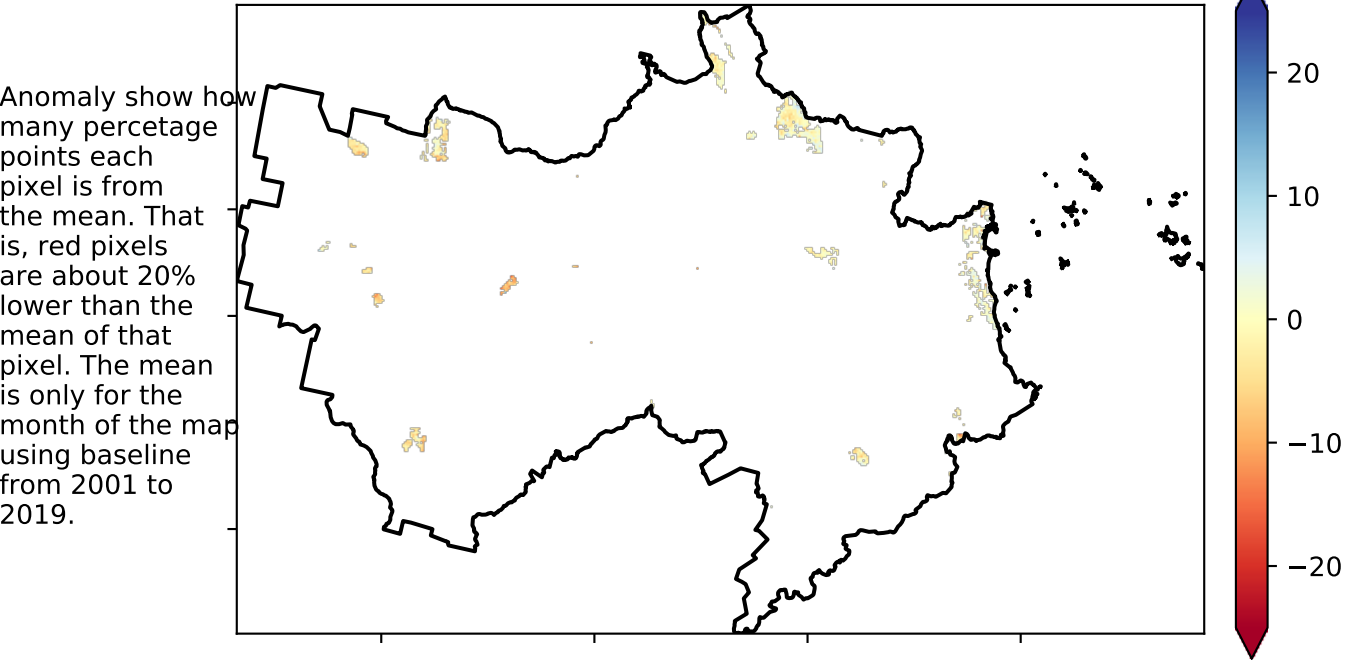 Anomaly show how
many percetage
points each
pixel is from
the mean. That
is, red pixels
are about 20%
lower than the
mean of that
pixel. The mean
is only for the
month of the map
using baseline
from 2001 to
2019.
20
10
0
−10
−20